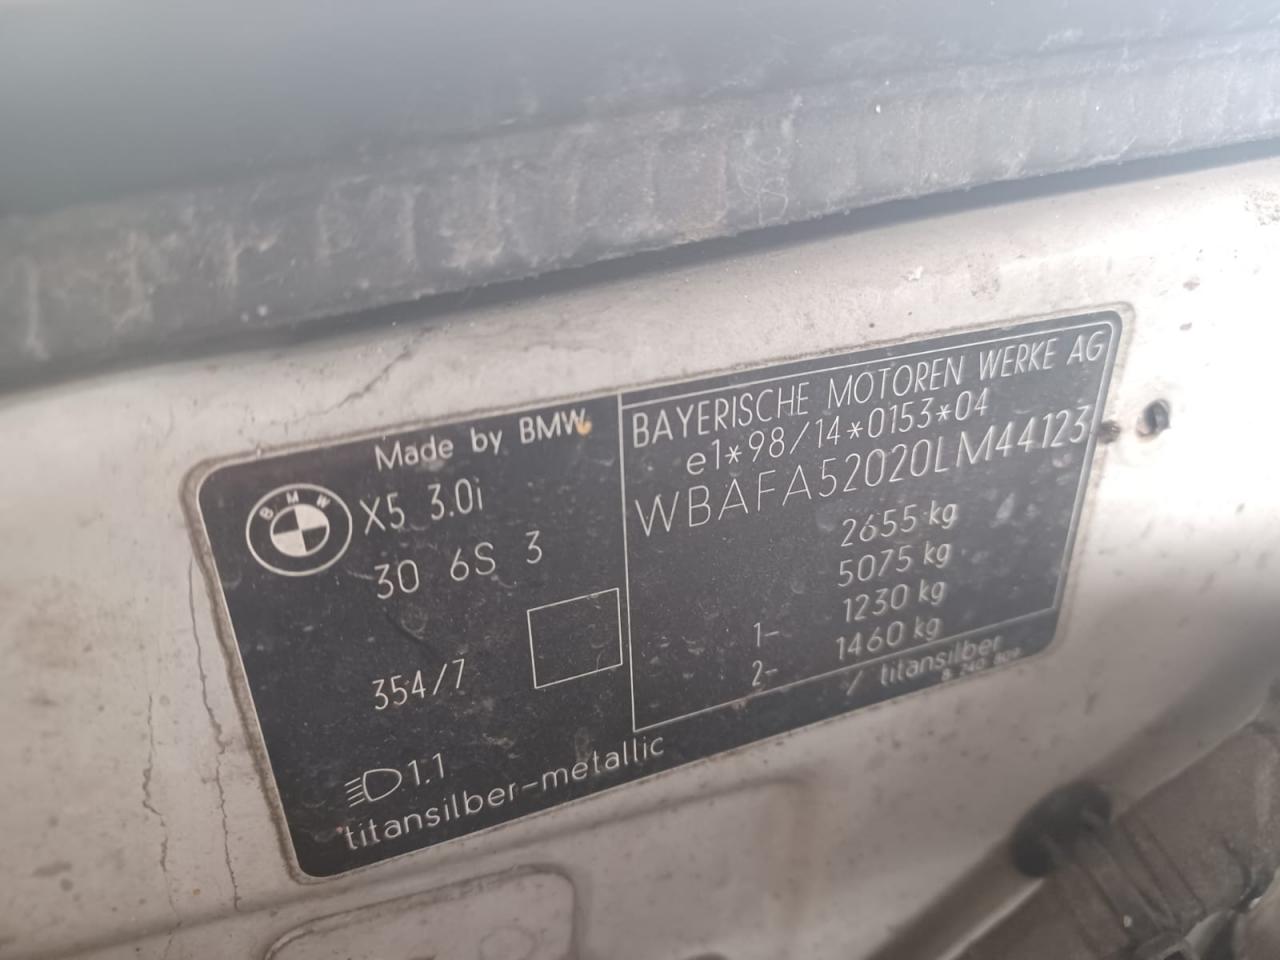 Made by BMW
BMW
X5 3.0i
30 6S 3
354/7
1.1
titansilber-metallic
BAYERISCHE MOTOREN WERKE AG
e1*98/14*0153*04
WBAFA52020LM44123
2655 kg
5075 kg
1- 1230 kg
2- 1460 kg
/ titansilber